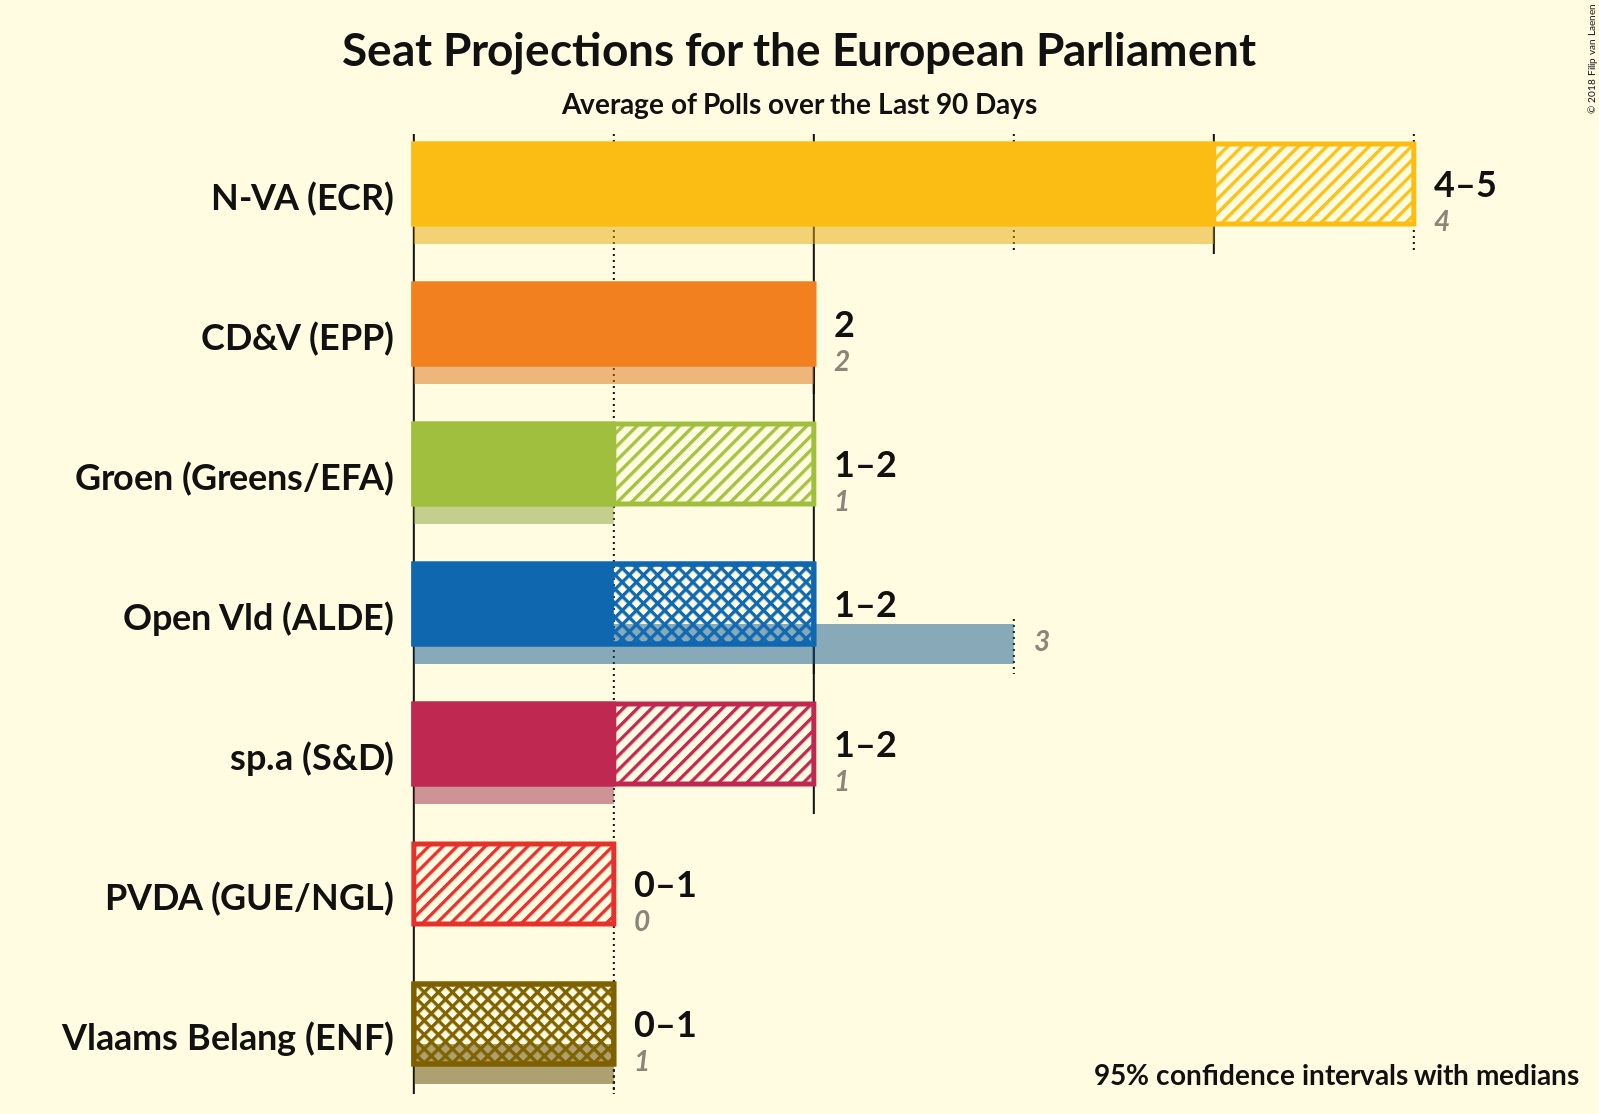 Seat Projections for the European Parliament
Average of Polls over the Last 90 Days
© 2018 Filip van Laenen
N-VA (ECR)
4–5
4
CD&V (EPP)
2
2
Groen (Greens/EFA)
1–2
1
Open Vld (ALDE)
1–2
3
sp.a (S&D)
1–2
1
PVDA (GUE/NGL)
0–1
0
Vlaams Belang (ENF)
0–1
1
95% confidence intervals with medians